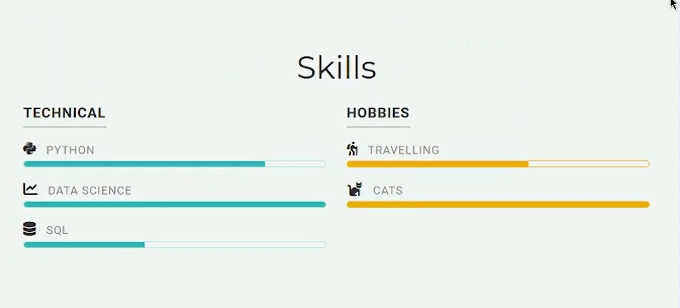 Skills
TECHNICAL
PYTHON
DATA SCIENCE
SQL
HOBBIES
TRAVELLING
CATS